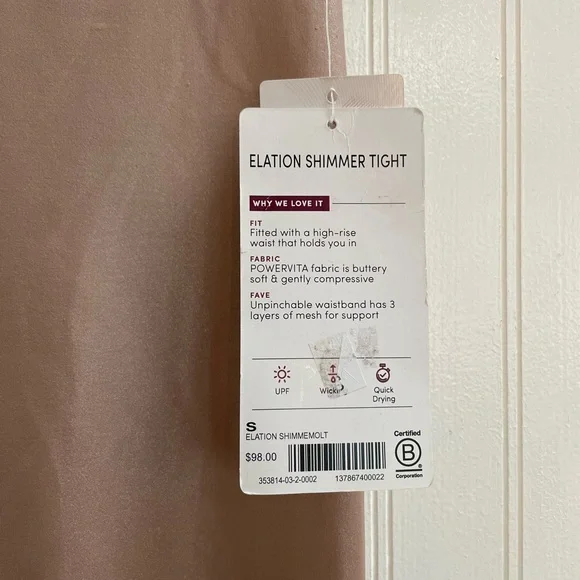 ELATION SHIMMER TIGHT
WHY WE LOVE IT
FIT
Fitted with a high-rise
waist that holds you in
FABRIC
POWERVITA fabric is buttery
soft & gently compressive
FAVE
Unpinchable waistband has 3
layers of mesh for support
UPF
Quick
Drying
S
ELATION SHIMMEMOLT
$98.00
353814-03-2-0002 137867400022
Certified
B
Corporation